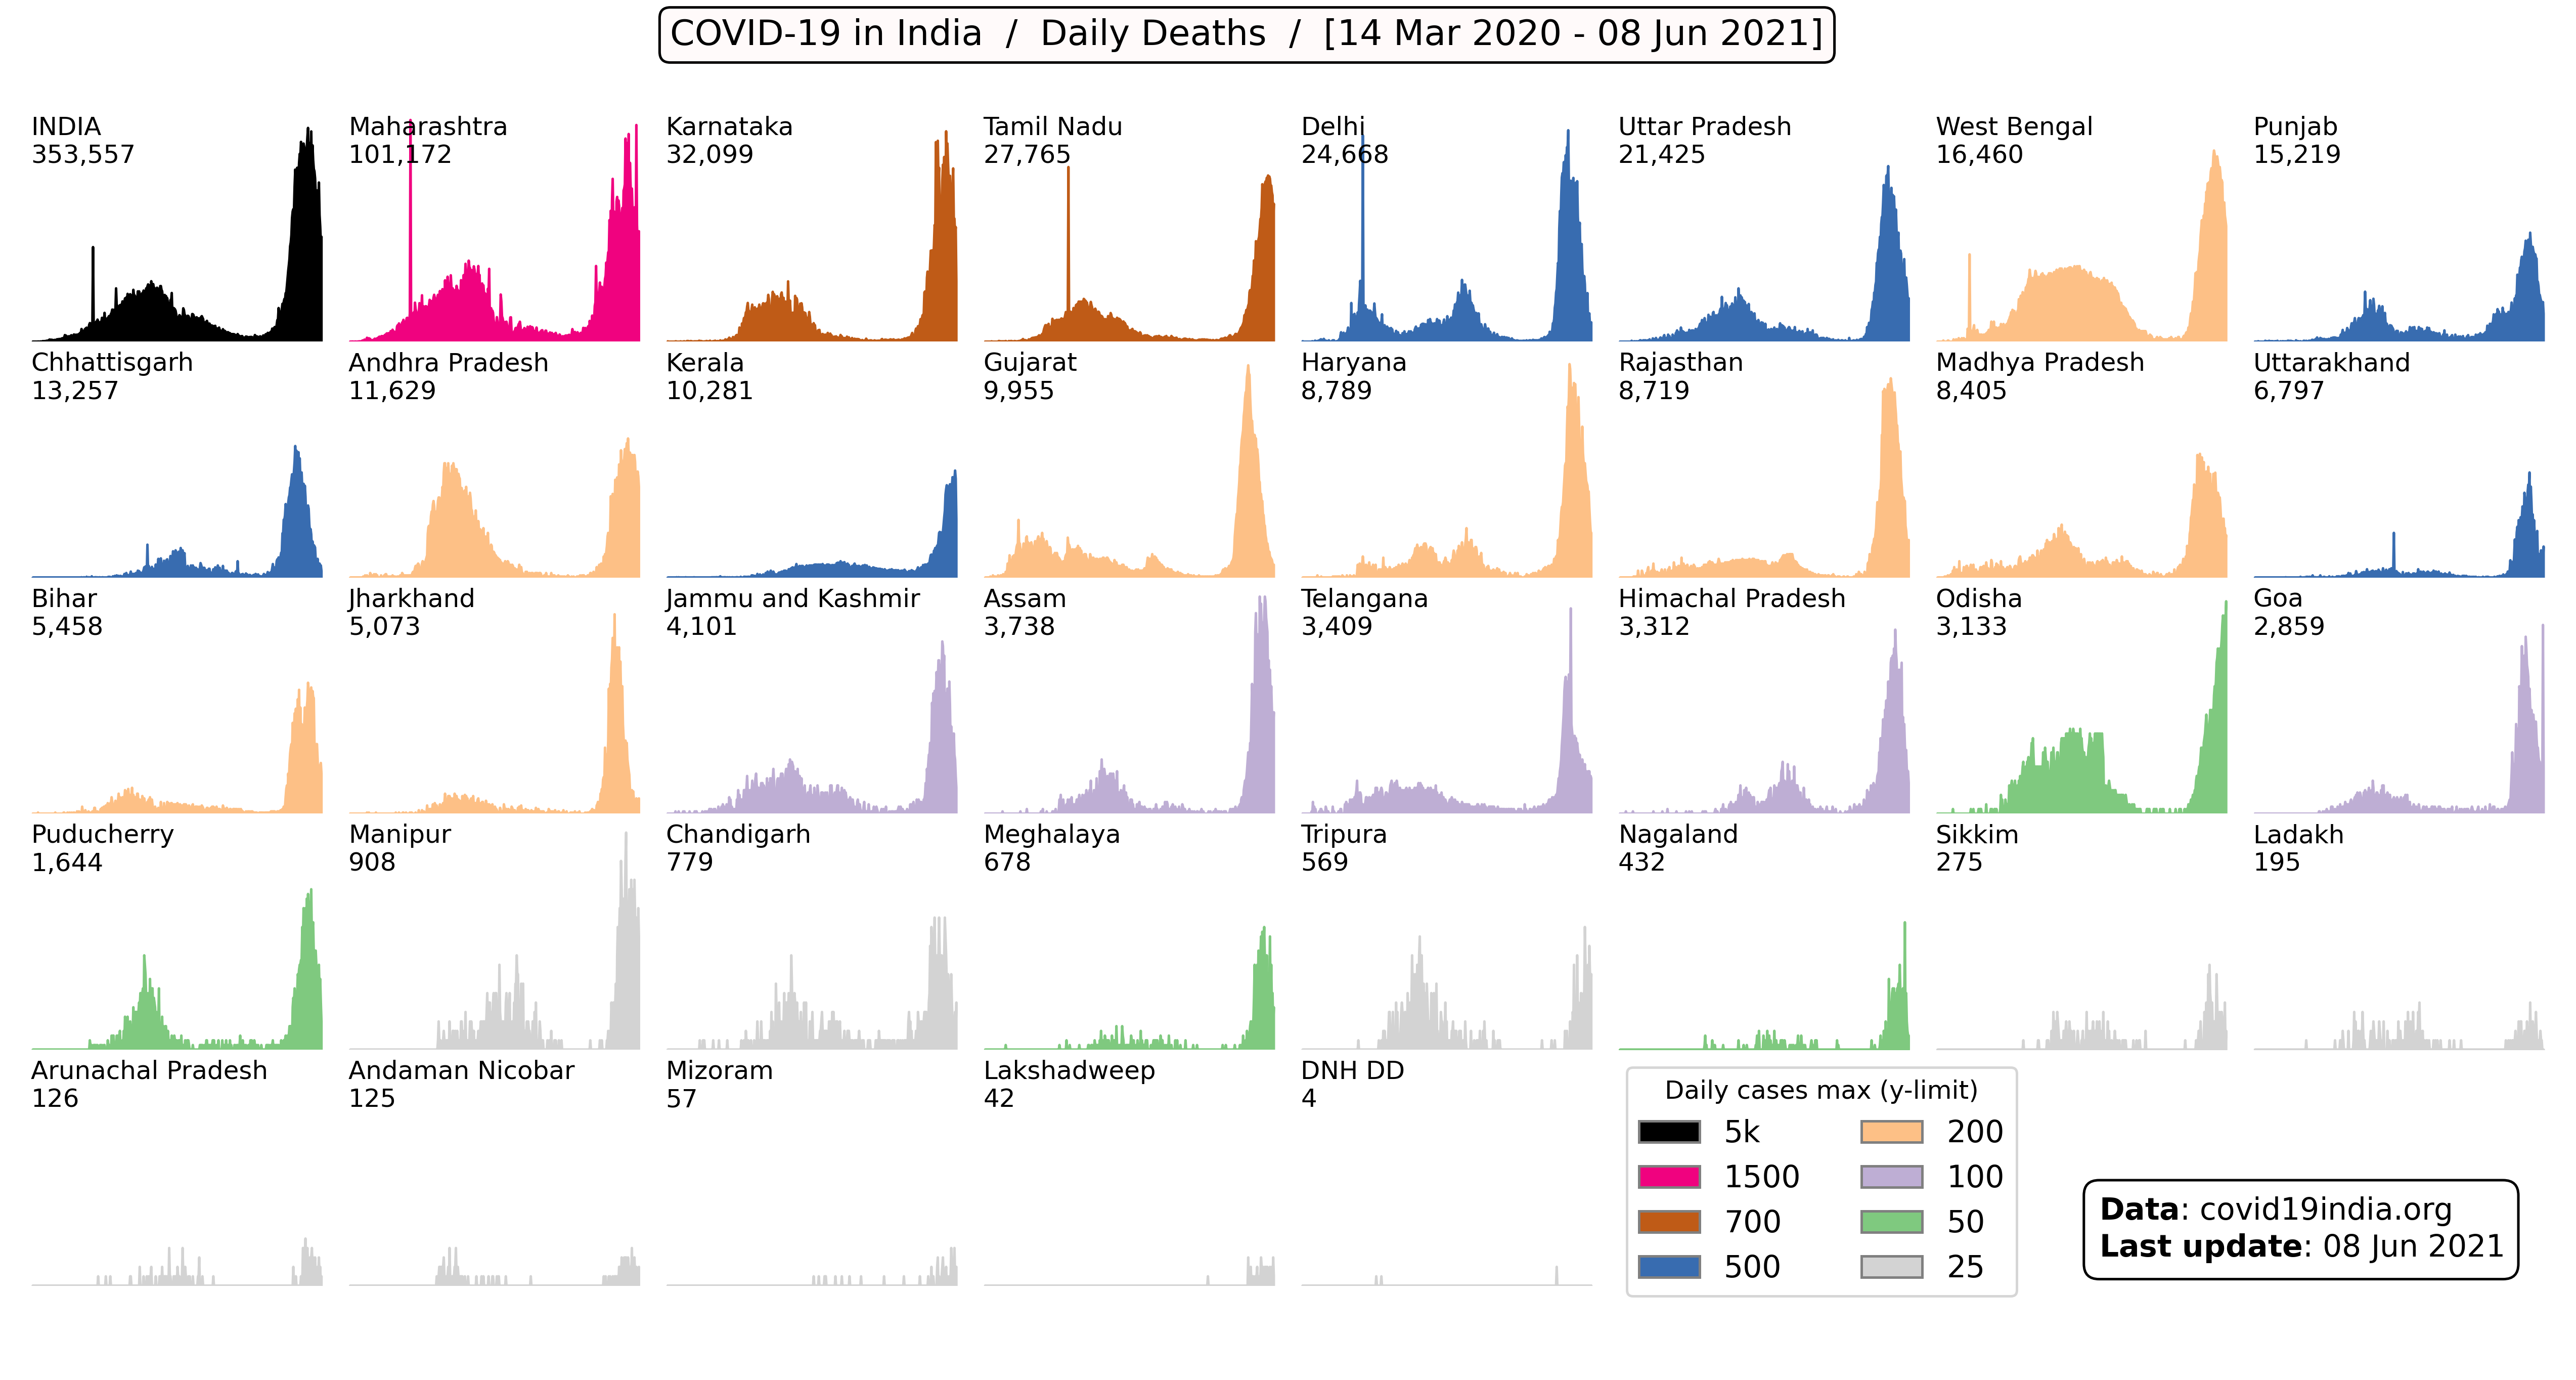 COVID-19 in India / Daily Deaths / [14 Mar 2020 - 08 Jun 2021]
INDIA
353,557
Maharashtra
101,172
Karnataka
32,099
Tamil Nadu
27,765
Delhi
24,668
Uttar Pradesh
21,425
West Bengal
16,460
Punjab
15,219
Chhattisgarh
13,257
Andhra Pradesh
11,629
Kerala
10,281
Gujarat
9,955
Haryana
8,789
Rajasthan
8,719
Madhya Pradesh
8,405
Uttarakhand
6,797
Bihar
5,458
Jharkhand
5,073
Jammu and Kashmir
4,101
Assam
3,738
Telangana
3,409
Himachal Pradesh
3,312
Odisha
3,133
Goa
2,859
Puducherry
1,644
Manipur
908
Chandigarh
779
Meghalaya
678
Tripura
569
Nagaland
432
Sikkim
275
Ladakh
195
Arunachal Pradesh
126
Andaman Nicobar
125
Mizoram
57
Lakshadweep
42
DNH DD
4
Daily cases max (y-limit)
5k
1500
700
500
200
100
50
25
Data: covid19india.org
Last update: 08 Jun 2021